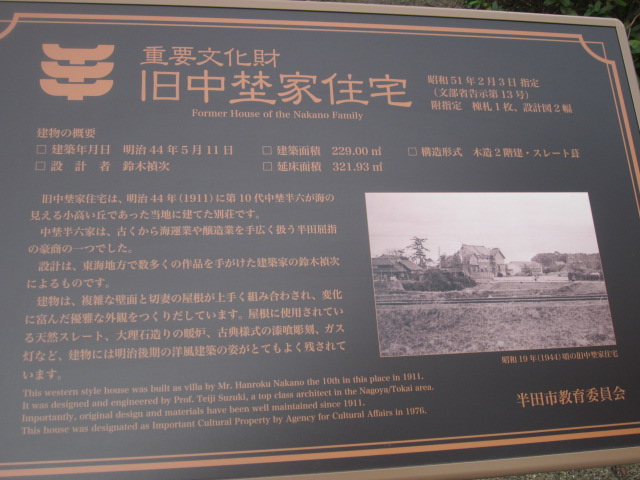 重要文化財
旧中埜家住宅
Former House of the Nakano Family
昭和51年2月3日指定
(文部省告示第13号)
附指定 棟札1枚、設計図2幅
建物の概要
□ 建築年月日 明治44年5月11日
□ 建築面積 229.00㎡
□ 構造形式 木造2階建・スレート葺
□ 設計者 鈴木禎次
□ 延床面積 321.93㎡
旧中埜家住宅は、明治44年(1911)に第10代中埜半六が海の
見える小高い丘であった当地に建てた別荘です。
中埜半六家は、古くから海運業や醸造業を手広く扱う半田屈指
の豪商の一つでした。
設計は、東海地方で数多くの作品を手がけた建築家の鈴木禎次
によるものです。
建物は、複雑な壁面と切妻の屋根が上手く組み合わされ、変化
に富んだ優雅な外観をつくりだしています。屋根に使用されてい
る天然スレート、大理石造りの暖炉、古典様式の漆喰彫刻、ガス
灯など、建物には明治後期の洋風建築の姿がとてもよく残されて
います。
This western style house was built as villa by Mr. Hanroku Nakano the 10th in this place in 1911.
It was designed and engineered by Prof. Teiji Suzuki, a top class architect in the Nagoya/Tokai area.
Importantly, original design and materials have been well maintained since 1911.
This house was designated as Important Cultural Property by Agency for Cultural Affairs in 1976.
昭和19年(1944)頃の旧中埜家住宅
半田市教育委員会